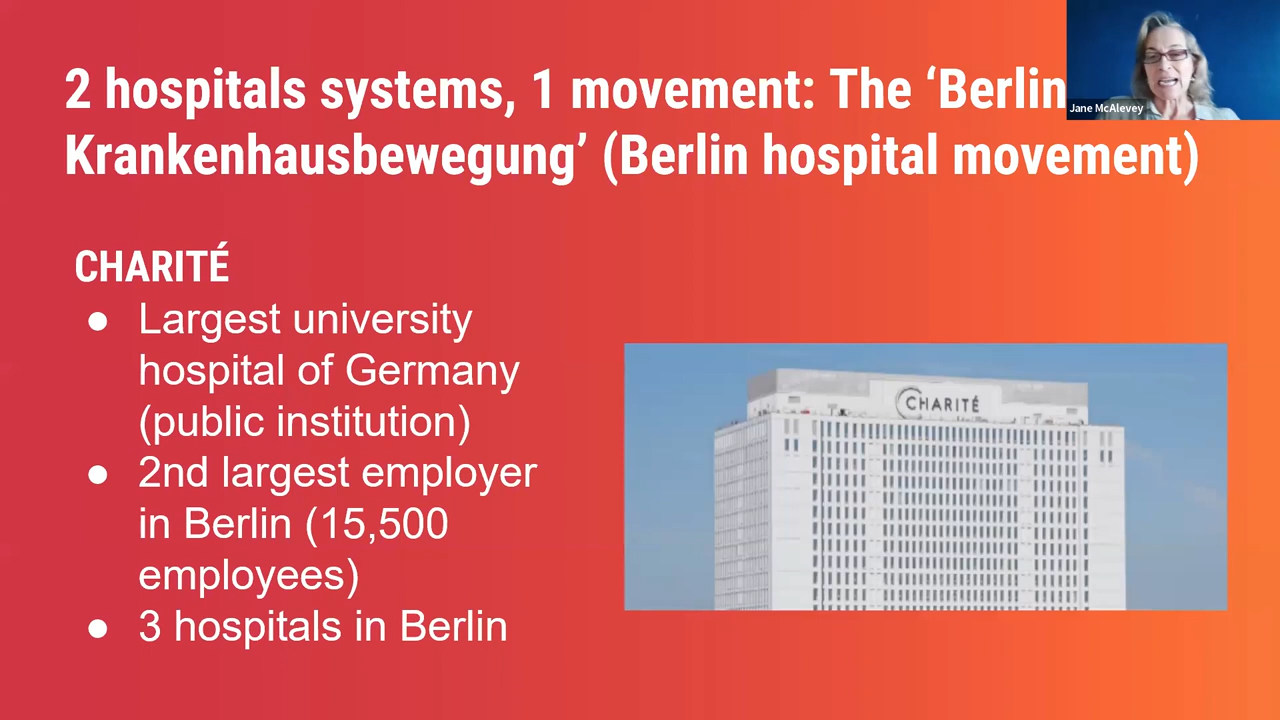 2 hospitals systems, 1 movement: The ‘Berlin
Jane McAlevey
Krankenhausbewegung’ (Berlin hospital movement)
CHARITÉ
● Largest university
hospital of Germany
(public institution)
● 2nd largest employer
in Berlin (15,500
employees)
● 3 hospitals in Berlin
CHARITÉ